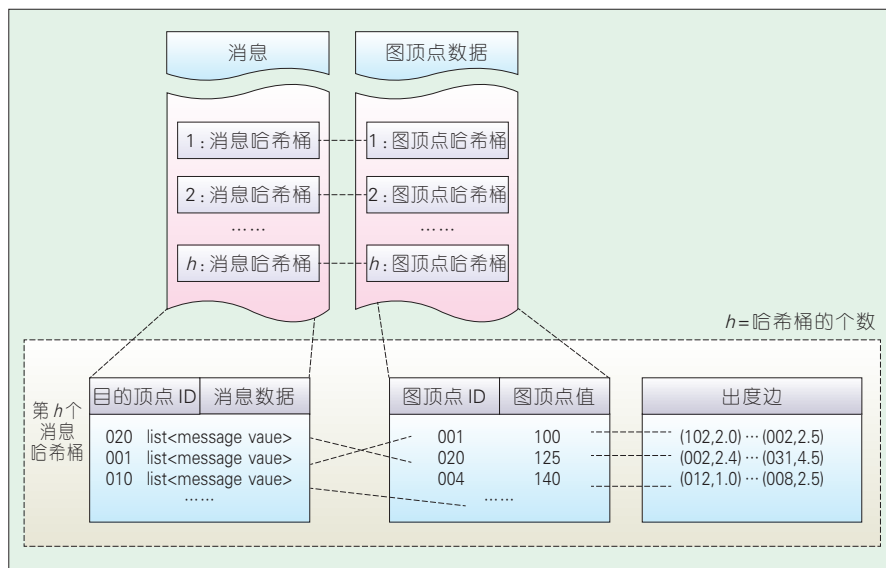 消息
图顶点数据
1:消息哈希桶
1:图顶点哈希桶
2:消息哈希桶
2:图顶点哈希桶
……
……
h:消息哈希桶
h:图顶点哈希桶
h=哈希桶的个数
第h个
消息
哈希桶
目的顶点 ID
消息数据
020 list<message vaue>
001 list<message vaue>
010 list<message vaue>
……
图顶点 ID
图顶点值
001 100
020 125
004 140
……
出度边
(102,2.0)…(002,2.5)
(002,2.4)…(031,4.5)
(012,1.0)…(008,2.5)